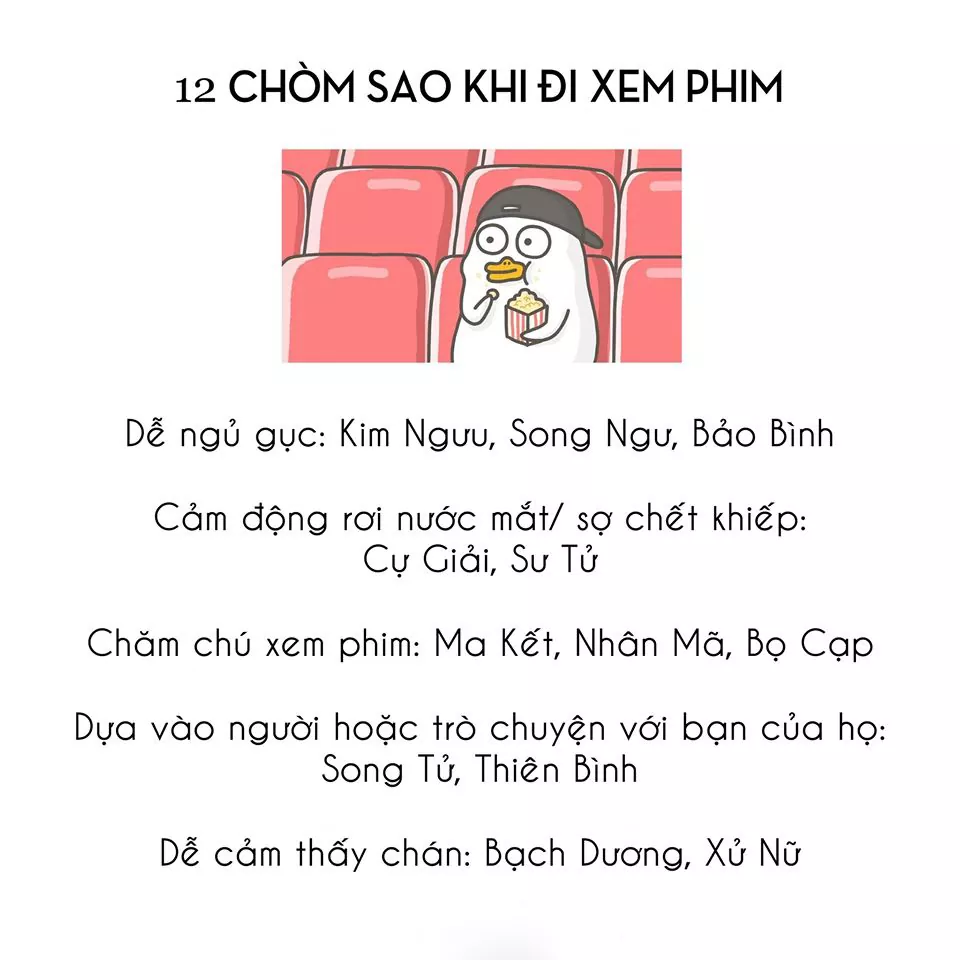 12 CHÒM SAO KHI ĐI XEM PHIM
Dễ ngủ gục: Kim Ngưu, Song Ngư, Bảo Bình
Cảm động rơi nước mắt/ sợ chết khiếp:
Cự Giải, Sư Tử
Chăm chú xem phim: Ma Kết, Nhân Mã, Bọ Cạp
Dựa vào người hoặc trò chuyện với bạn của họ:
Song Tử, Thiên Bình
Dễ cảm thấy chán: Bạch Dương, Xử Nữ